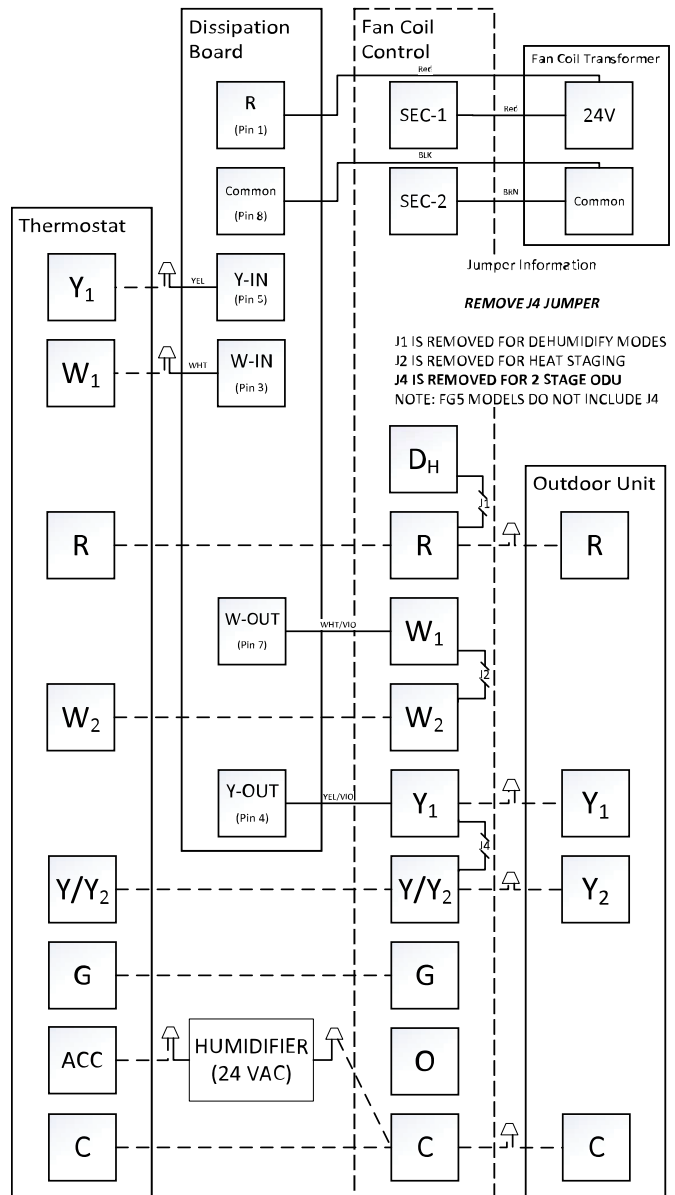 Dissipation
Board
Fan Coil
Control
Fan Coil Transformer
Red
R
(Pin 1)
SEC-1
Red
24V
BLK
Common
(Pin 8)
SEC-2
BRN
Common
Thermostat
Jumper Information
Y1
YEL
Y-IN
(Pin 5)
REMOVE J4 JUMPER
W1
WHT
W-IN
(Pin 3)
J1 IS REMOVED FOR DEHUMIDIFY MODES
J2 IS REMOVED FOR HEAT STAGING
J4 IS REMOVED FOR 2 STAGE ODU
NOTE: FG5 MODELS DO NOT INCLUDE J4
DH
J1
Outdoor Unit
R
R
R
W-OUT
(Pin 7)
WHT/VIO
W1
J2
W2
W2
Y-OUT
(Pin 4)
YEL/VIO
Y1
Y1
J4
Y/Y2
Y/Y2
Y2
G
G
ACC
HUMIDIFIER
(24 VAC)
O
C
C
C